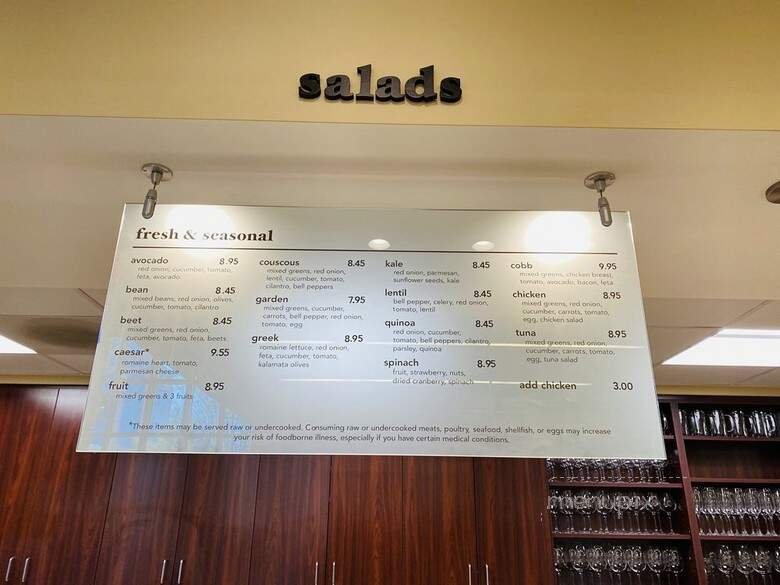 salads
fresh & seasonal
avocado 8.95
red onion, cucumber, tomato,
feta, avocado
bean 8.45
mixed beans, red onion, olives,
cucumber, tomato, cilantro
beet 8.45
mixed greens, red onion,
cucumber, tomato, feta, beets
caesar* 9.55
romaine heart, tomato,
parmesan cheese
fruit 8.95
mixed greens & 3 fruits
couscous 8.45
mixed greens, red onion,
lentil, cucumber, tomato,
cilantro, bell peppers
garden 7.95
mixed greens, cucumber,
carrots, bell pepper, red onion,
tomato, egg
greek 8.95
romaine lettuce, red onion,
feta, cucumber, tomato,
kalamata olives
kale 8.45
red onion, parmesan,
sunflower seeds, kale
lentil 8.45
bell pepper, celery, red onion,
tomato, lentil
quinoa 8.45
red onion, cucumber,
tomato, bell peppers, cilantro,
parsley, quinoa
spinach 8.95
fruit, strawberry, nuts,
dried cranberry, spinach
cobb 9.95
mixed greens, chicken breast,
tomato, avocado, bacon, feta
chicken 8.95
mixed greens, red onion,
cucumber, carrots, tomato,
egg, chicken salad
tuna 8.95
mixed greens, red onion,
cucumber, carrots, tomato,
egg, tuna salad
add chicken 3.00
*These items may be served raw or undercooked. Consuming raw or undercooked meats, poultry, seafood, shellfish, or eggs may increase
your risk of foodborne illness, especially if you have certain medical conditions.